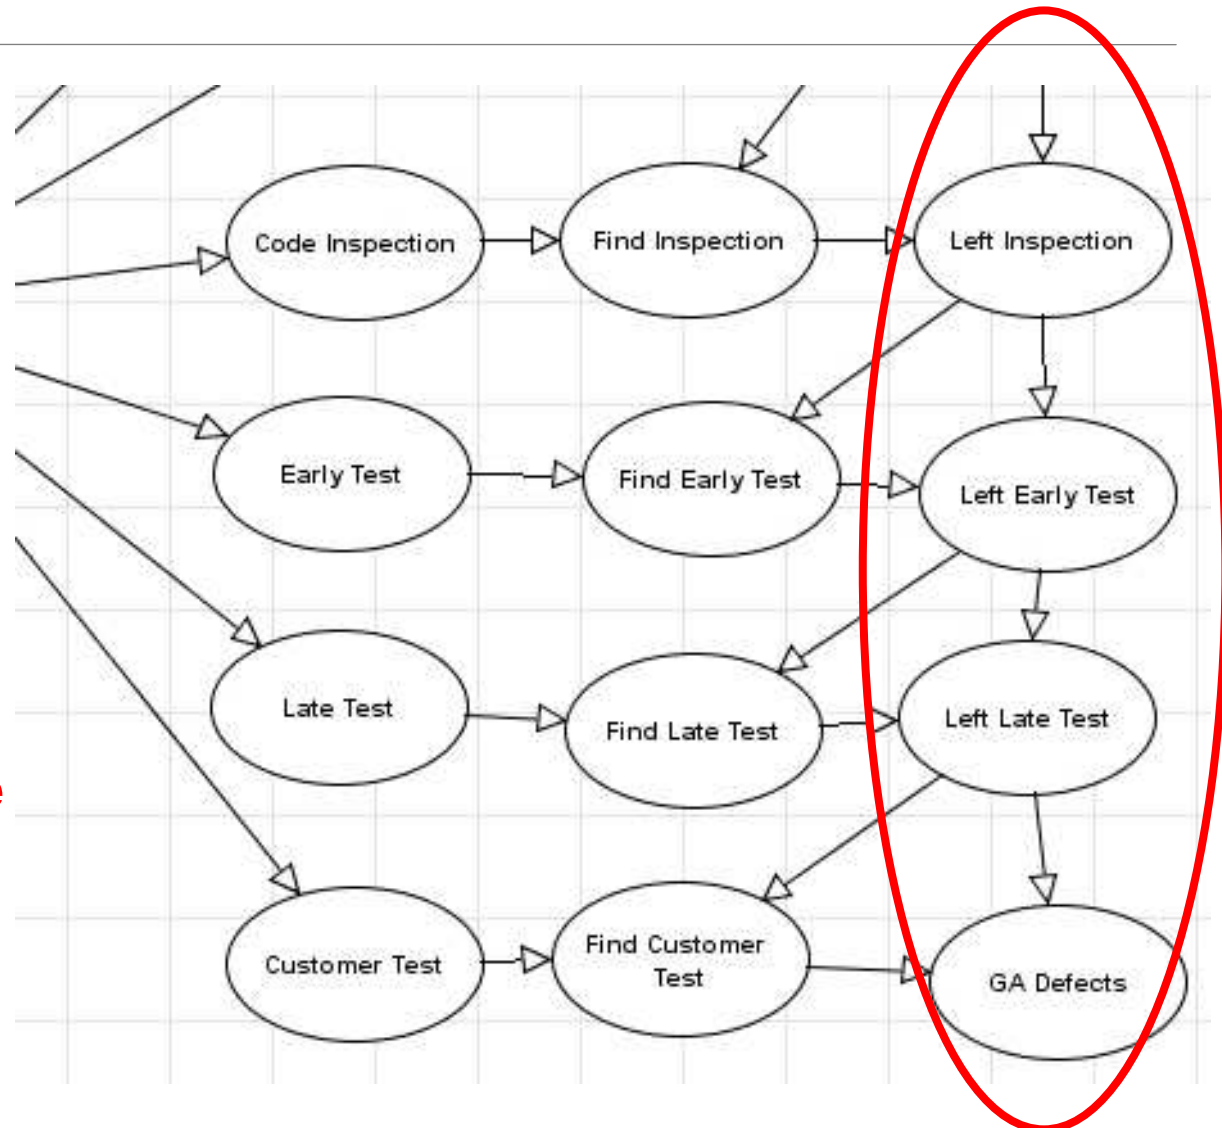 Code Inspection
Find Inspection
Left Inspection
Early Test
Find Early Test
Left Early Test
Late Test
Find Late Test
Left Late Test
e
Customer Test
Find Customer
Test
GA Defects